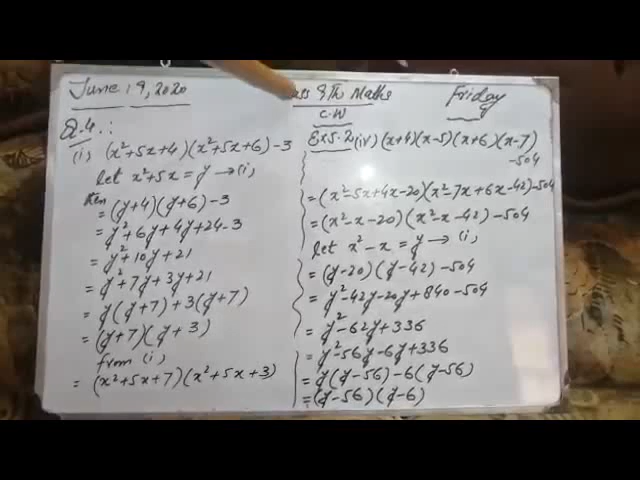 June 19, 2020
9th Maths
Friday
C.W
Q.4.:
(i) (x²+5x+4)(x²+5x+6)-3
let x²+5x = y → (i)
then
= (y+4)(y+6)-3
= y²+6y+4y+24-3
= y²+10y+21
= y²+7y+3y+21
= y(y+7)+3(y+7)
= (y+7)(y+3)
from (i)
= (x²+5x+7)(x²+5x+3)
Ex5.2 (iv) (x+4)(x-5)(x+6)(x-7)
-504
= (x²-5x+4x-20)(x²-7x+6x-42)-504
= (x²-x-20)(x²-x-42)-504
let x²-x = y → (i)
= (y-20)(y-42)-504
= y²-42y-20y+840-504
= y²-62y+336
= y²-56y-6y+336
= y(y-56)-6(y-56)
= (y-56)(y-6)